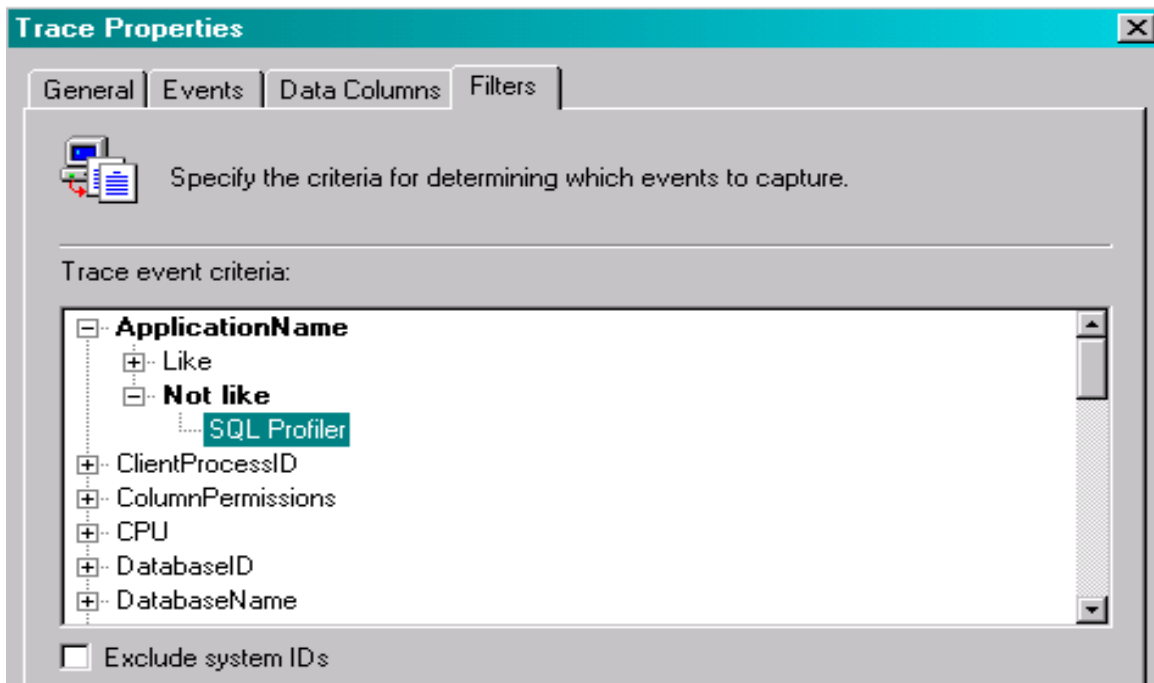 Trace Properties
General Events Data Columns Filters
Specify the criteria for determining which events to capture.
Trace event criteria:
ApplicationName
Like
Not like
SQL Profiler
ClientProcessID
ColumnPermissions
CPU
DatabaseID
DatabaseName
Exclude system IDs